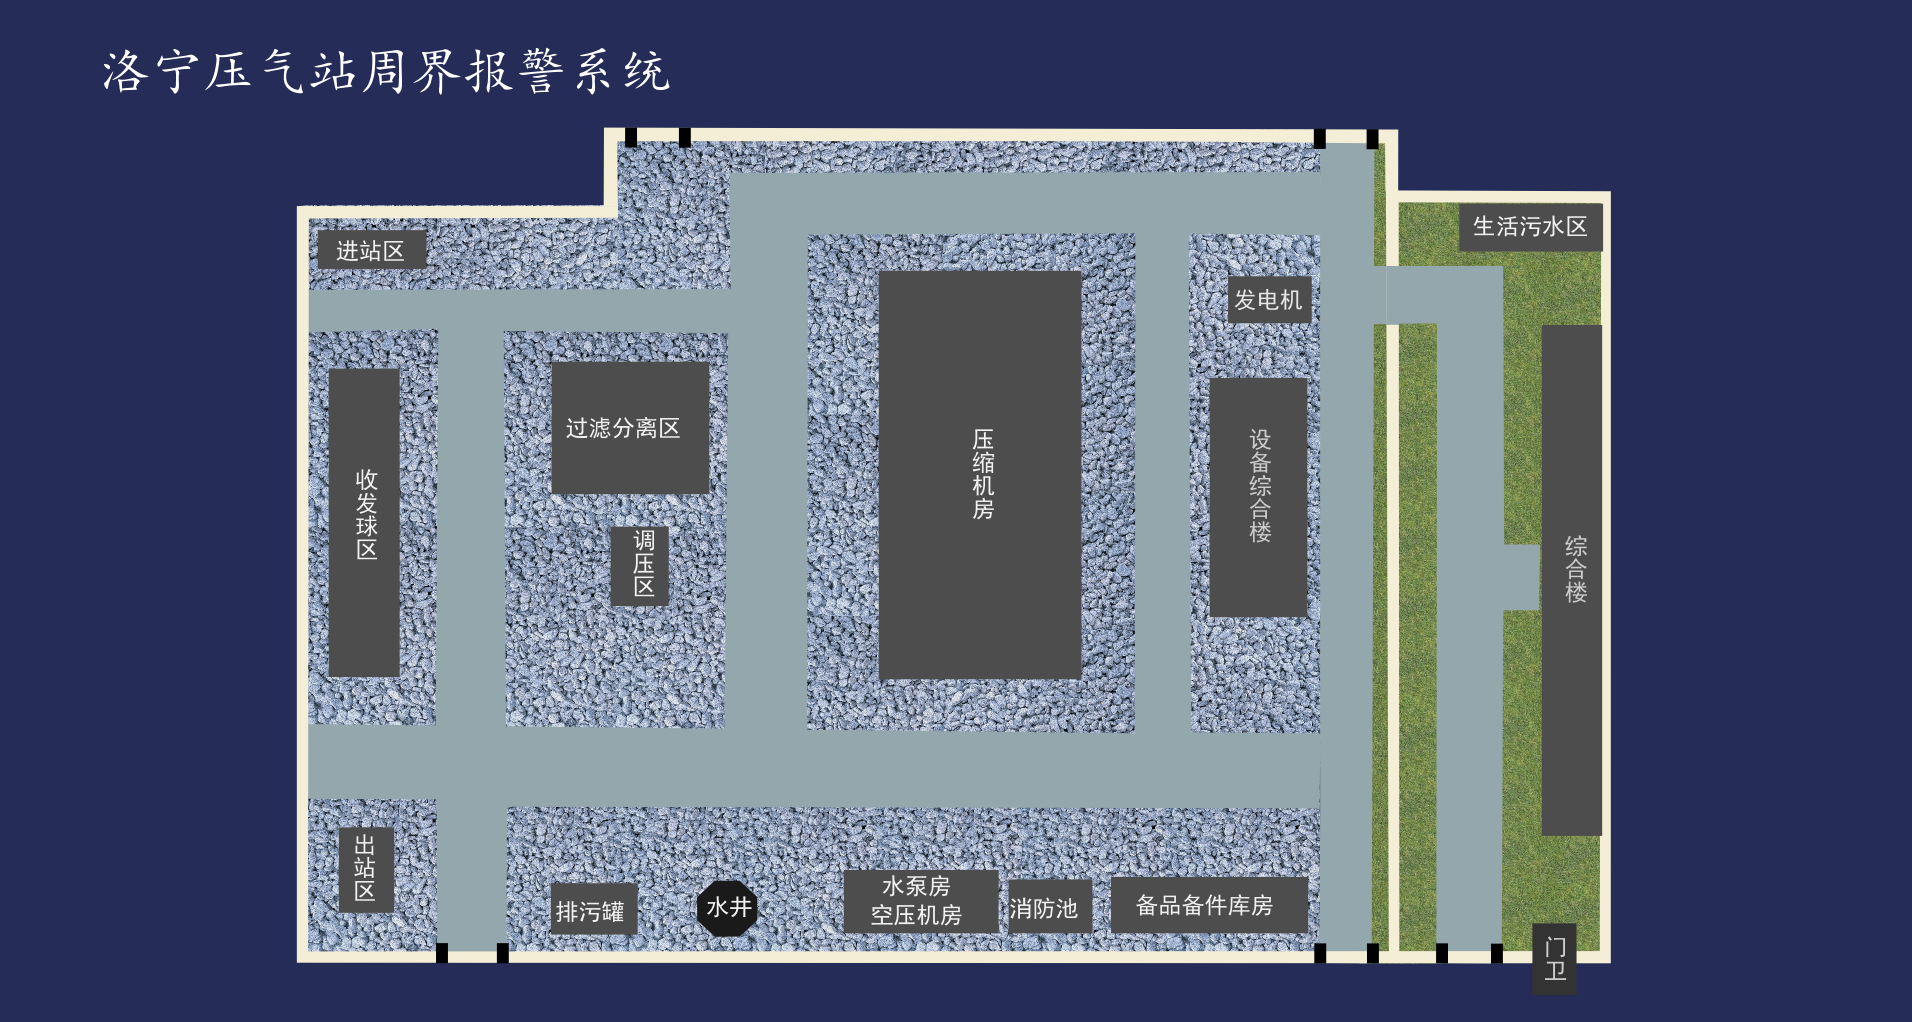 洛宁压气站周界报警系统
生活污水区
进站区
发电机
过滤分离区
收发球区
调压区
压缩机房
设备综合楼
综合楼
出站区
排污罐
水井
水泵房
空压机房
消防池
备品备件库房
门卫